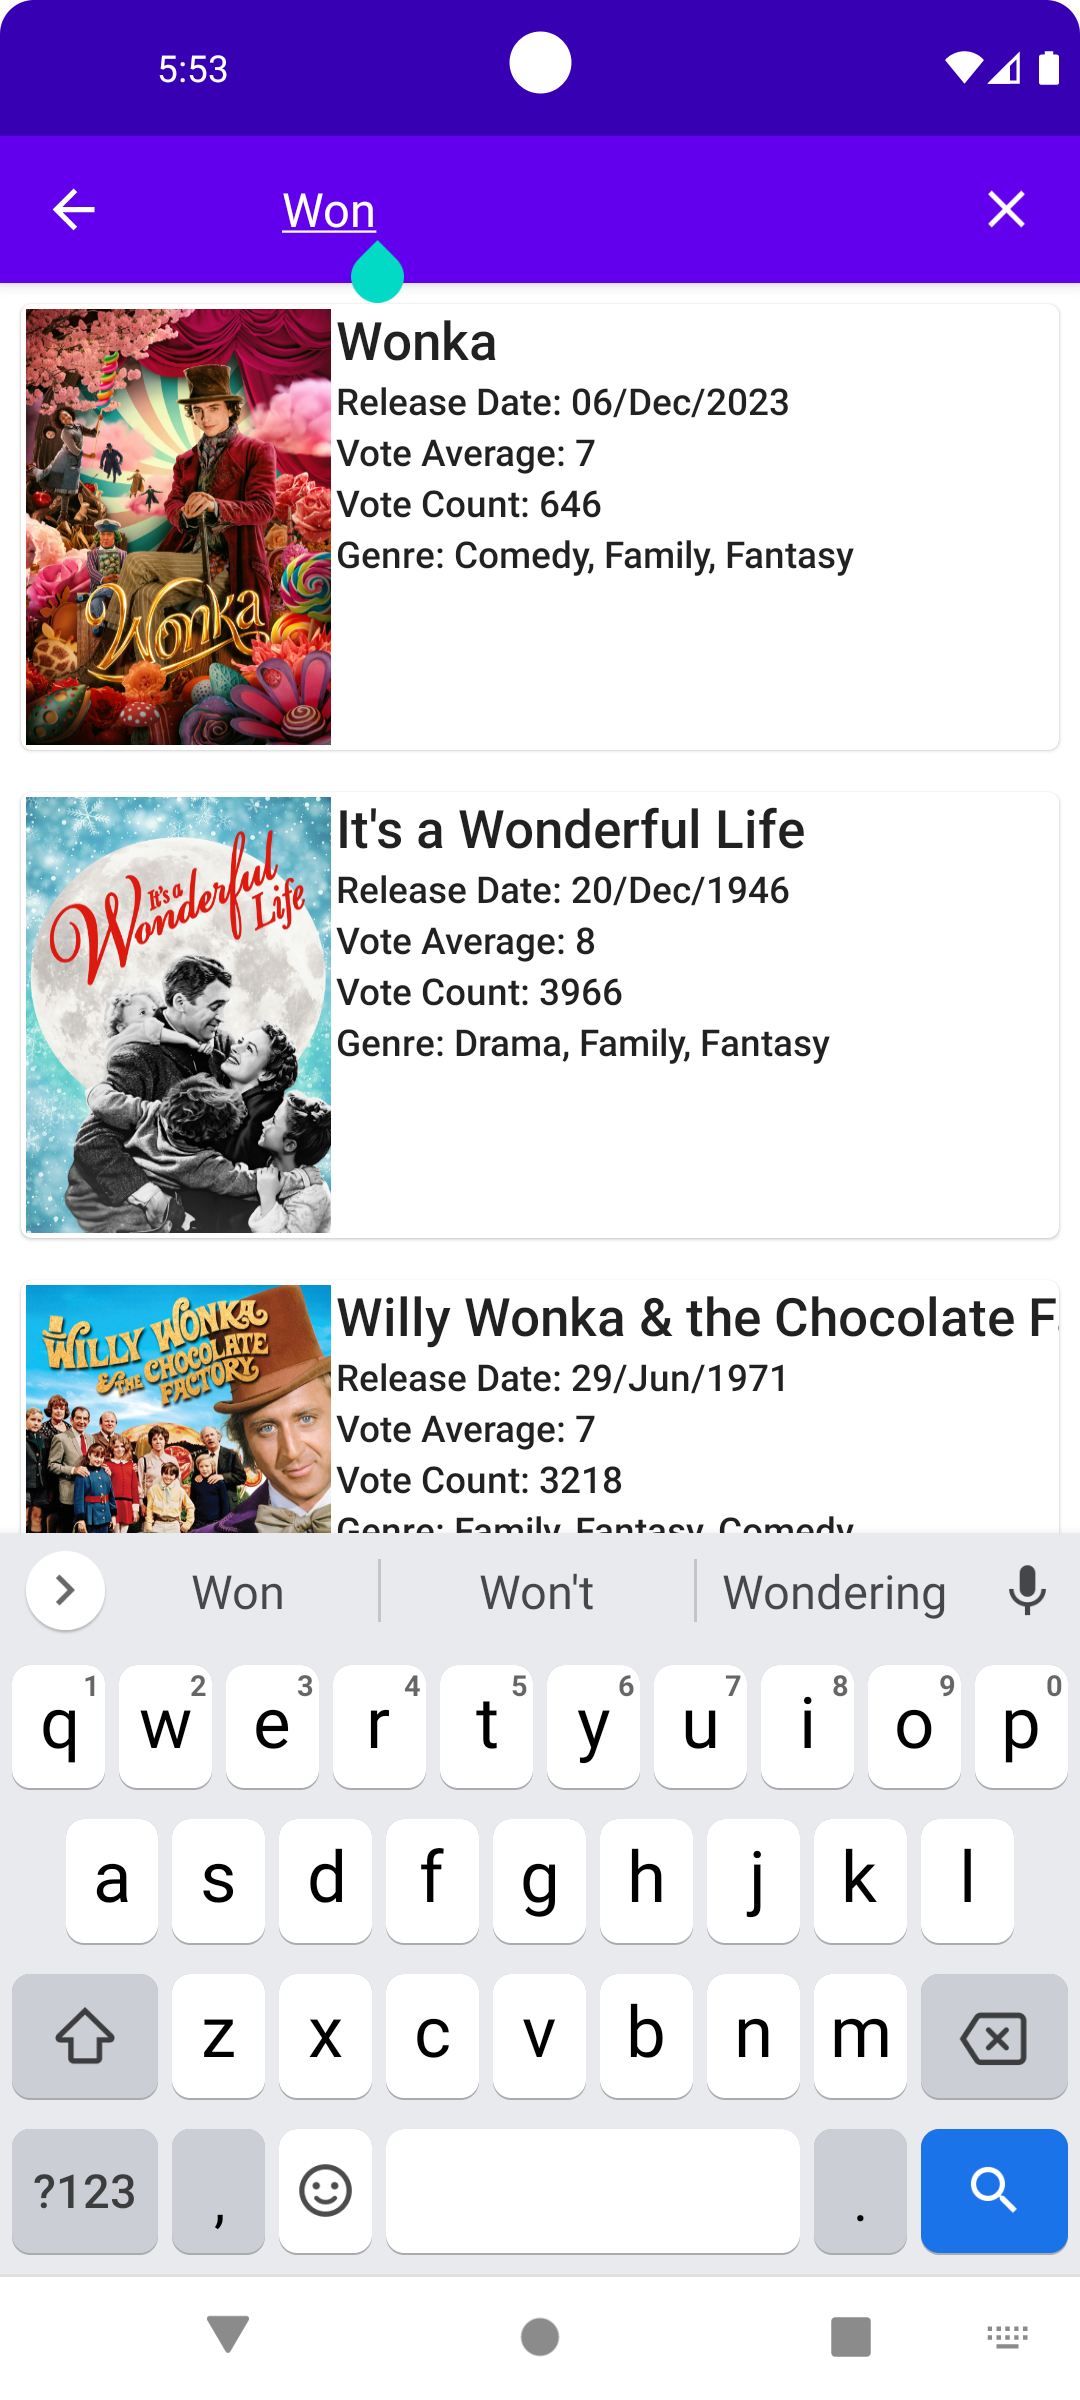 5:53
Won
Wonka
Release Date: 06/Dec/2023
Vote Average: 7
Vote Count: 646
Genre: Comedy, Family, Fantasy
Wonka
It's a Wonderful Life
Release Date: 20/Dec/1946
Vote Average: 8
Vote Count: 3966
Genre: Drama, Family, Fantasy
It's a
Wonderful
Life
Willy Wonka & the Chocolate F
Release Date: 29/Jun/1971
Vote Average: 7
Vote Count: 3218
Genre: Family, Fantasy, Comedy
WILLY WONKA
& THE CHOCOLATE
FACTORY
Won Won't Wondering
1 2 3 4 5 6 7 8 9 0
q w e r t y u i o p
a s d f g h j k l
z x c v b n m
?123 , .